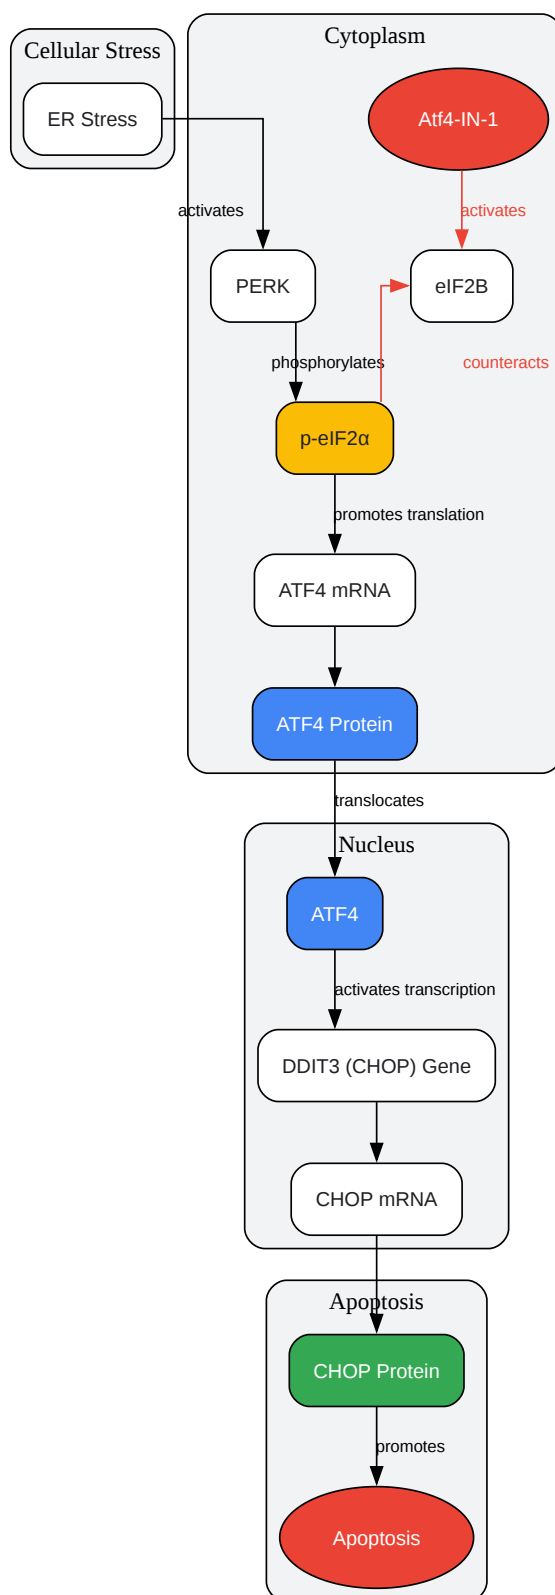 Cellular Stress
Cytoplasm
ER Stress
Atf4-IN-1
activates
activates
PERK
eIF2B
phosphorylates
counteracts
p-eIF2α
promotes translation
ATF4 mRNA
ATF4 Protein
translocates
Nucleus
ATF4
activates transcription
DDIT3 (CHOP) Gene
CHOP mRNA
Apoptosis
CHOP Protein
promotes
Apoptosis